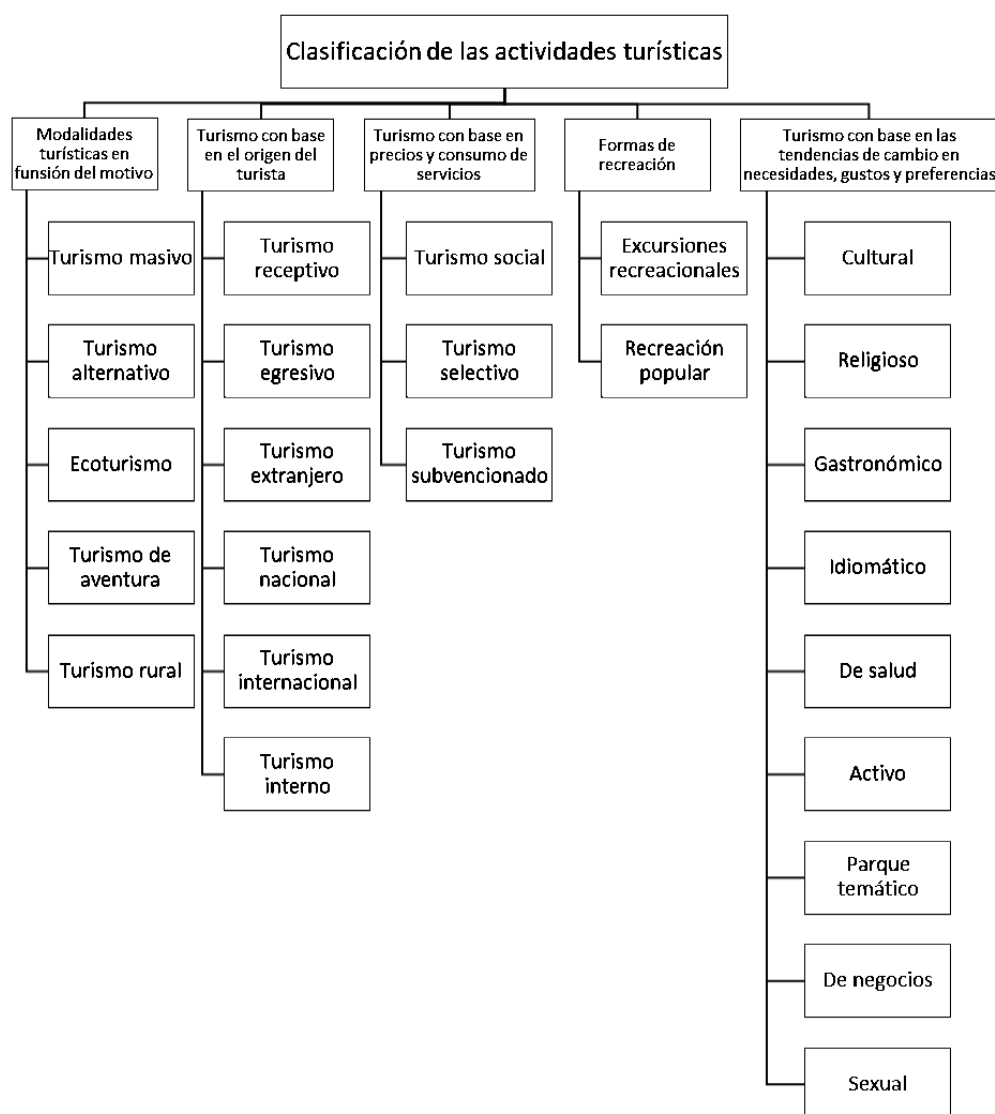 Clasificación de las actividades turísticas
Modalidades
turísticas en
funsión del motivo
Turismo masivo
Turismo
alternativo
Ecoturismo
Turismo de
aventura
Turismo rural
Turismo con base
en el origen del
turista
Turismo
receptivo
Turismo
egresivo
Turismo
extranjero
Turismo
nacional
Turismo
internacional
Turismo
interno
Turismo con base en
precios y consumo de
servicios
Turismo social
Turismo
selectivo
Turismo
subvencionado
Formas de
recreación
Excursiones
recreacionales
Recreación
popular
Turismo con base en las
tendencias de cambio en
necesidades, gustos y preferencias
Cultural
Religioso
Gastronómico
Idiomático
De salud
Activo
Parque
temático
De negocios
Sexual